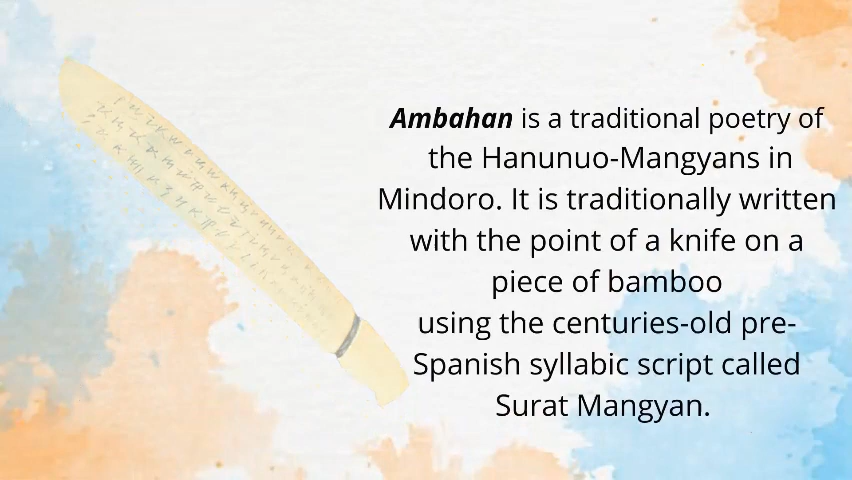 Ambahan is a traditional poetry of
the Hanunuo-Mangyans in
Mindoro. It is traditionally written
with the point of a knife on a
piece of bamboo
using the centuries-old pre-
Spanish syllabic script called
Surat Mangyan.